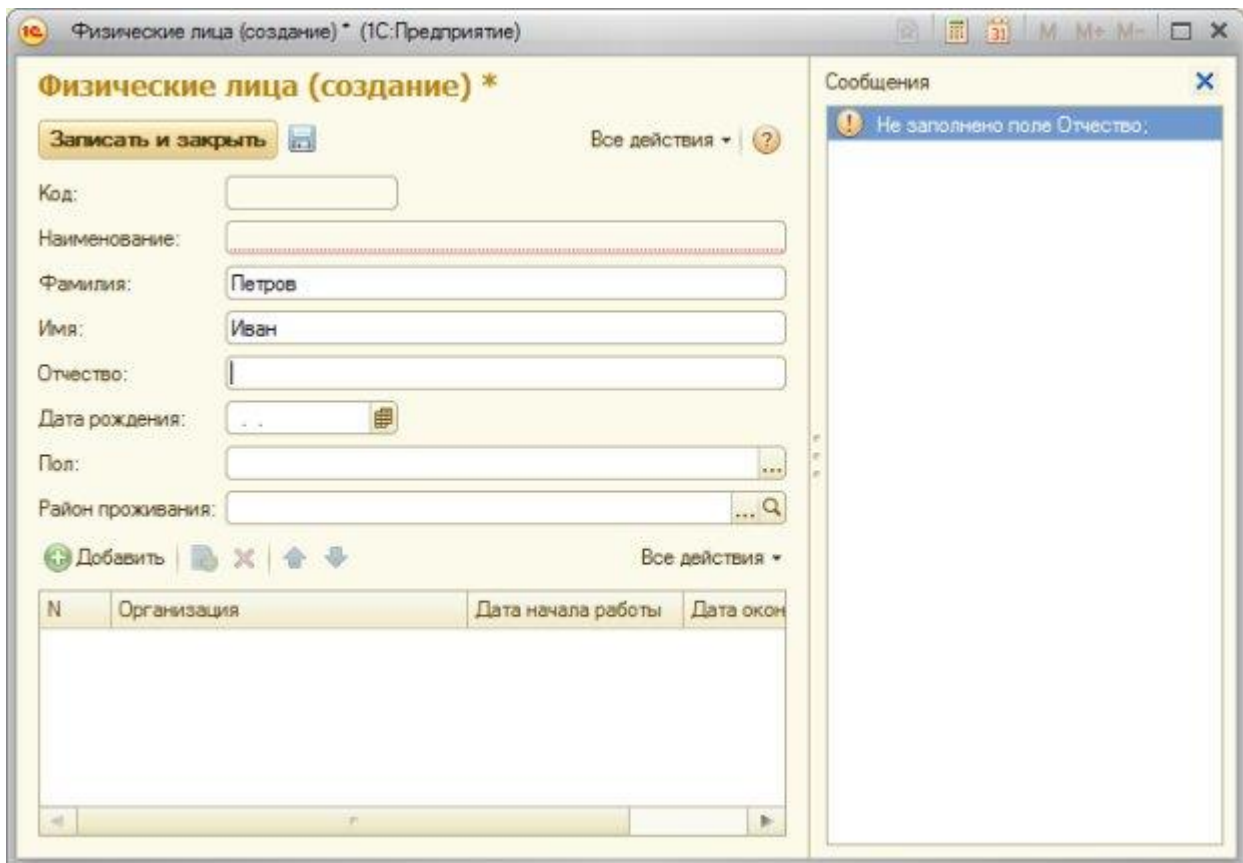 1С Физические лица (создание) * (1С:Предприятие) 31 M M+ M-
Физические лица (создание) *
Записать и закрыть Все действия ?
Код:
Наименование:
Фамилия: Петров
Имя: Иван
Отчество:
Дата рождения: . .
Пол: ...
Район проживания: ...
Добавить Все действия
N Организация Дата начала работы Дата окон
Сообщения
Не заполнено поле Отчество;